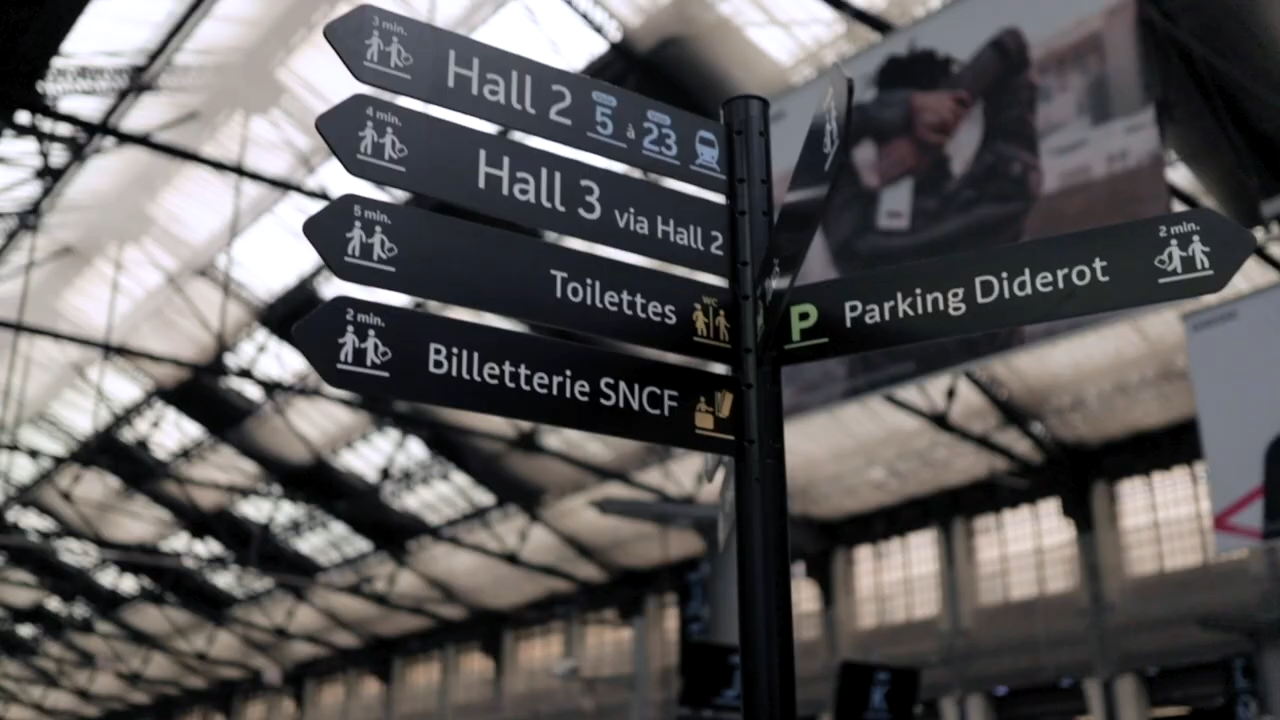 3 min.
Hall 2 5 à 23
4 min.
Hall 3 via Hall 2
5 min.
Toilettes WC
2 min.
Billetterie SNCF
2 min.
P Parking Diderot